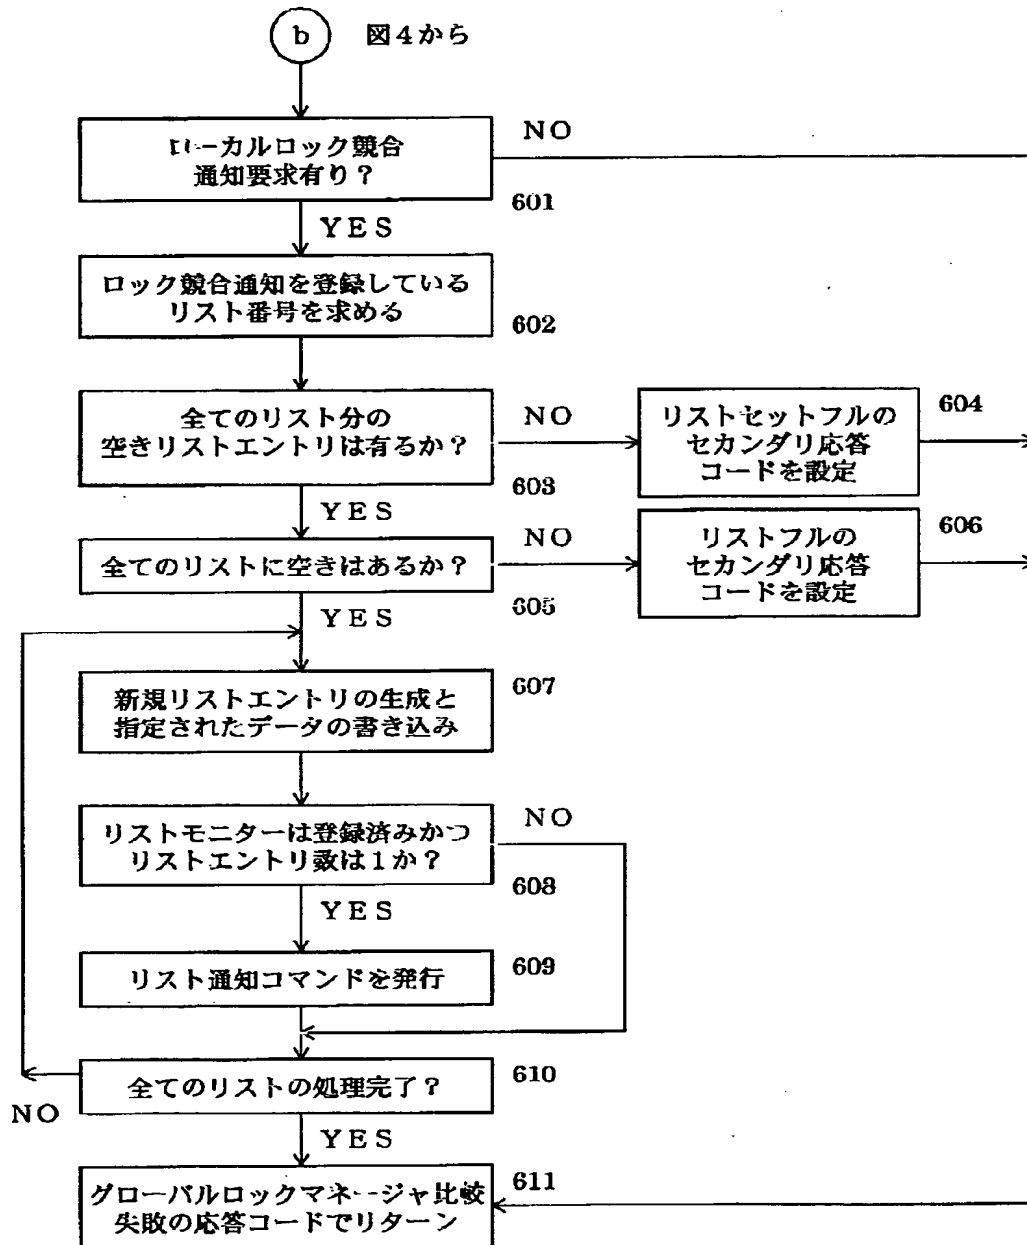 b 図4から
ローカルロック競合
通知要求有り？
NO
601
YES
ロック競合通知を登録している
リスト番号を求める
602
全てのリスト分の
空きリストエントリは有るか？
NO
603
リストセットフルの
セカンダリ応答
コードを設定
604
YES
全てのリストに空きはあるか？
NO
605
リストフルの
セカンダリ応答
コードを設定
606
YES
新規リストエントリの生成と
指定されたデータの書き込み
607
リストモニターは登録済みかつ
リストエントリ数は1か？
NO
608
YES
リスト通知コマンドを発行
609
全てのリストの処理完了？
610
NO
YES
グローバルロックマネージャ比較
失敗の応答コードでリターン
611